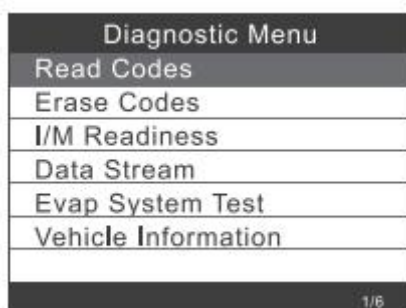 Diagnostic Menu
Read Codes
Erase Codes
I/M Readiness
Data Stream
Evap System Test
Vehicle Information
1/6